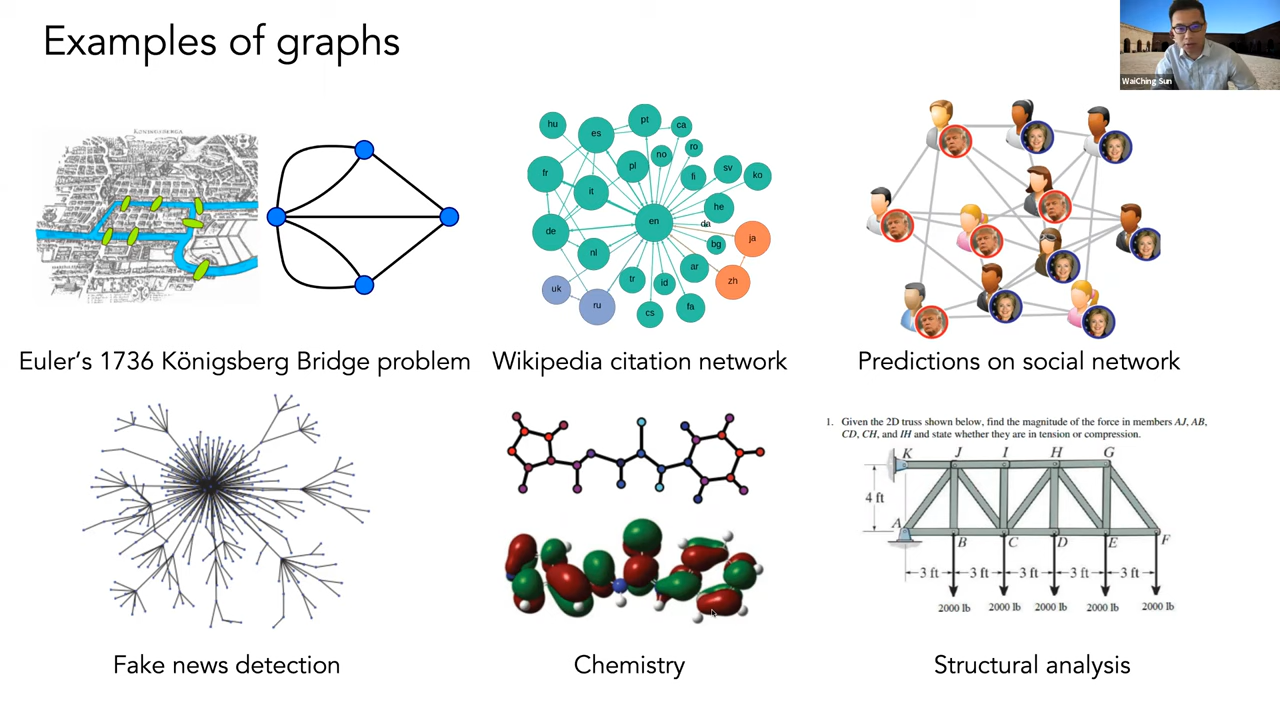 Examples of graphs
WaiChing Sun
KONINGSBERGA
hu
es
pt
ca
fr
pl
no
ro
it
fi
sv
ko
de
en
he
da
nl
bg
ja
uk
ru
tr
id
ar
zh
cs
fa
Euler's 1736 Königsberg Bridge problem
Wikipedia citation network
Predictions on social network
1. Given the 2D truss shown below, find the magnitude of the force in members AJ, AB,
CD, CH, and IH and state whether they are in tension or compression.
K J I H G
4 ft
A
B C D E F
3 ft 3 ft 3 ft 3 ft 3 ft
2000 lb 2000 lb 2000 lb 2000 lb 2000 lb
Fake news detection
Chemistry
Structural analysis